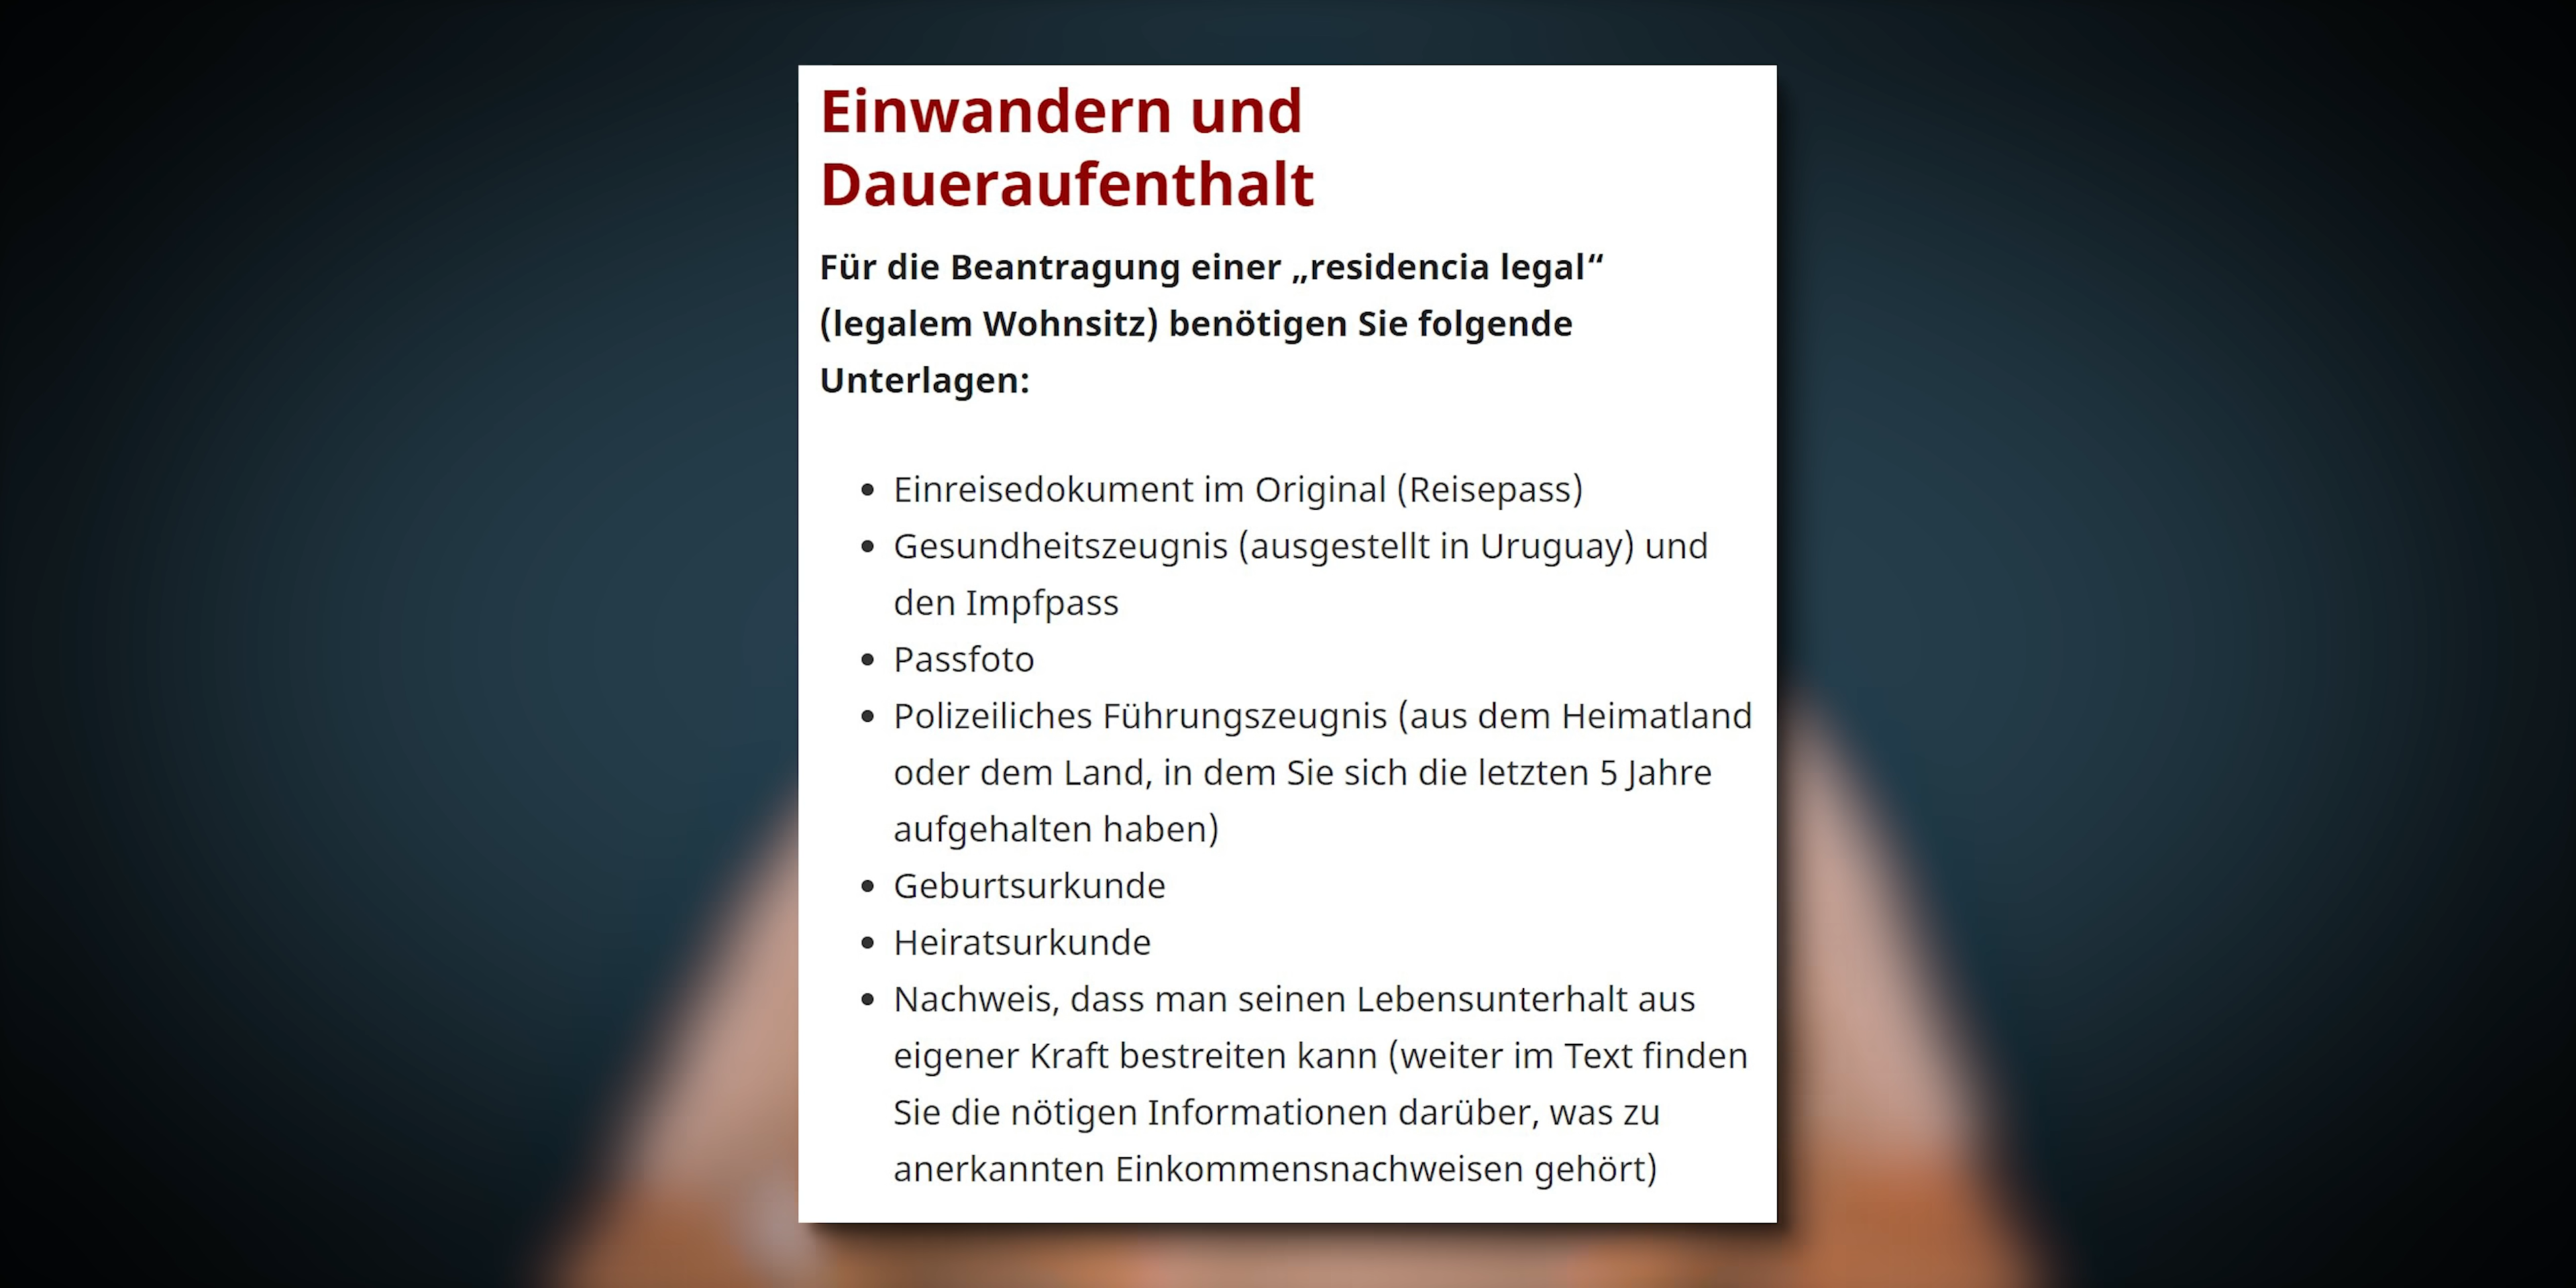 Einwandern und
Daueraufenthalt
Für die Beantragung einer „residencia legal“
(legalem Wohnsitz) benötigen Sie folgende
Unterlagen:
• Einreisedokument im Original (Reisepass)
• Gesundheitszeugnis (ausgestellt in Uruguay) und
den Impfpass
• Passfoto
• Polizeiliches Führungszeugnis (aus dem Heimatland
oder dem Land, in dem Sie sich die letzten 5 Jahre
aufgehalten haben)
• Geburtsurkunde
• Heiratsurkunde
• Nachweis, dass man seinen Lebensunterhalt aus
eigener Kraft bestreiten kann (weiter im Text finden
Sie die nötigen Informationen darüber, was zu
anerkannten Einkommensnachweisen gehört)